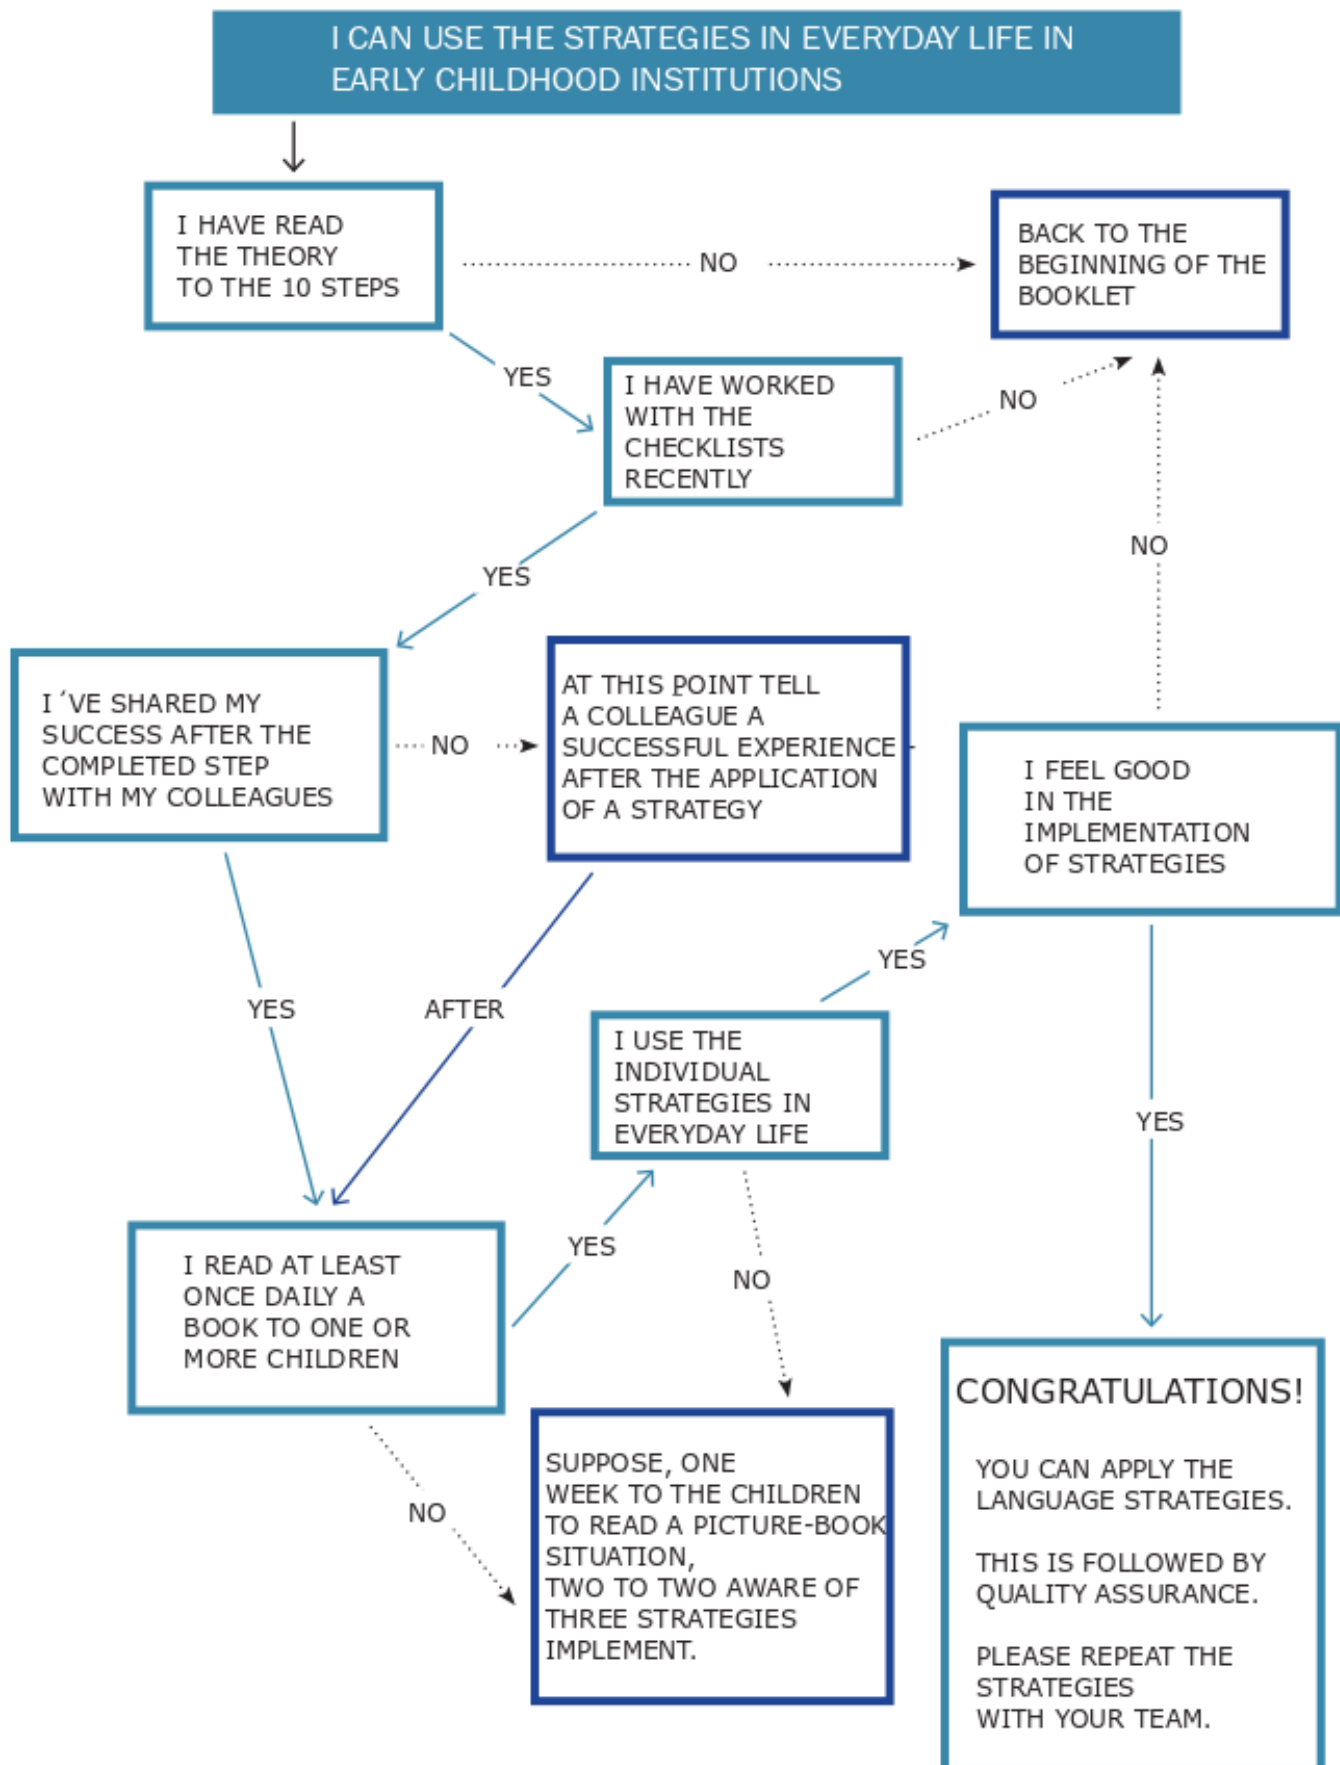 I CAN USE THE STRATEGIES IN EVERYDAY LIFE IN
EARLY CHILDHOOD INSTITUTIONS
I HAVE READ
THE THEORY
TO THE 10 STEPS
NO
BACK TO THE
BEGINNING OF THE
BOOKLET
YES
I HAVE WORKED
WITH THE
CHECKLISTS
RECENTLY
NO
NO
YES
I ´VE SHARED MY
SUCCESS AFTER THE
COMPLETED STEP
WITH MY COLLEAGUES
NO
AT THIS POINT TELL
A COLLEAGUE A
SUCCESSFUL EXPERIENCE
AFTER THE APPLICATION
OF A STRATEGY
I FEEL GOOD
IN THE
IMPLEMENTATION
OF STRATEGIES
YES
AFTER
YES
I USE THE
INDIVIDUAL
STRATEGIES IN
EVERYDAY LIFE
YES
I READ AT LEAST
ONCE DAILY A
BOOK TO ONE OR
MORE CHILDREN
YES
NO
NO
SUPPOSE, ONE
WEEK TO THE CHILDREN
TO READ A PICTURE-BOOK
SITUATION,
TWO TO TWO AWARE OF
THREE STRATEGIES
IMPLEMENT.
CONGRATULATIONS!
YOU CAN APPLY THE
LANGUAGE STRATEGIES.
THIS IS FOLLOWED BY
QUALITY ASSURANCE.
PLEASE REPEAT THE
STRATEGIES
WITH YOUR TEAM.